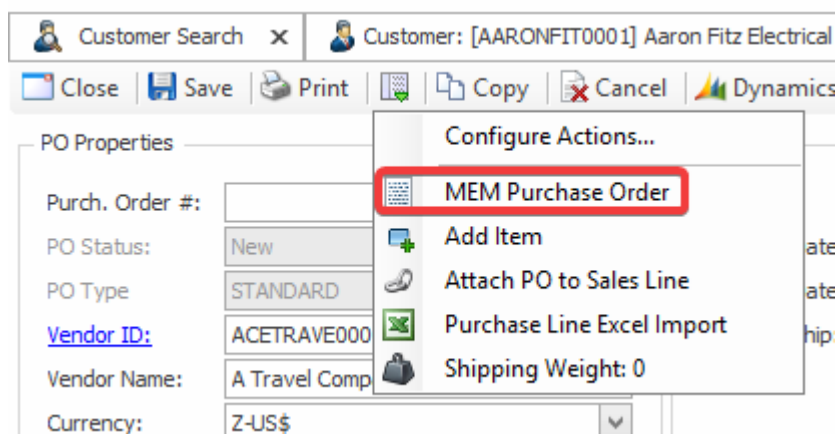 Customer Search x Customer: [AARONFIT0001] Aaron Fitz Electrical
Close Save Print Copy Cancel Dynamics
Configure Actions...
PO Properties
MEM Purchase Order
Purch. Order #:
Add Item
PO Status: New
Attach PO to Sales Line
PO Type STANDARD
Purchase Line Excel Import
Vendor ID: ACETRAVE000
Shipping Weight: 0
Vendor Name: A Travel Comp
Currency: Z-US$